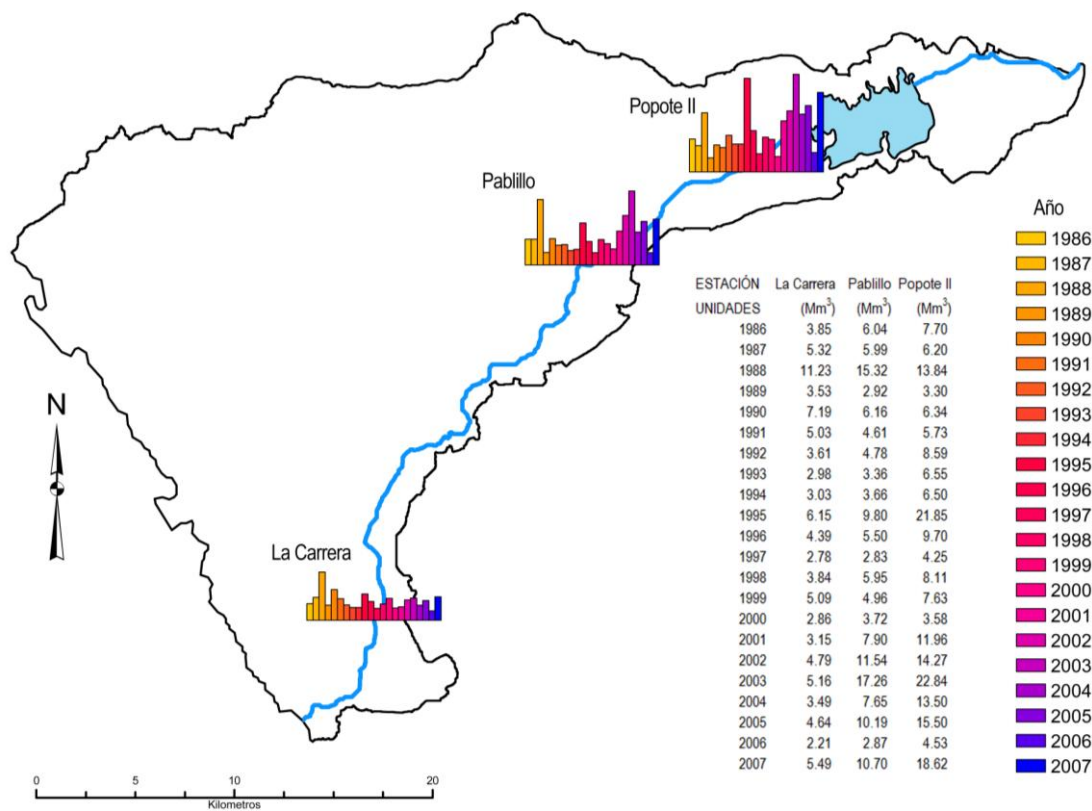 Popote II
Pablillo
La Carrera
N
0 5 10 20
Kilometros
ESTACIÓN La Carrera Pablillo Popote II
UNIDADES (Mm³) (Mm³) (Mm³)
1986 3.85 6.04 7.70
1987 5.32 5.99 6.20
1988 11.23 15.32 13.84
1989 3.53 2.92 3.30
1990 7.19 6.16 6.34
1991 5.03 4.61 5.73
1992 3.61 4.78 8.59
1993 2.98 3.36 6.55
1994 3.03 3.66 6.50
1995 6.15 9.80 21.85
1996 4.39 5.50 9.70
1997 2.78 2.83 4.25
1998 3.84 5.95 8.11
1999 5.09 4.96 7.63
2000 2.86 3.72 3.58
2001 3.15 7.90 11.96
2002 4.79 11.54 14.27
2003 5.16 17.26 22.84
2004 3.49 7.65 13.50
2005 4.64 10.19 15.50
2006 2.21 2.87 4.53
2007 5.49 10.70 18.62
Año
1986
1987
1988
1989
1990
1991
1992
1993
1994
1995
1996
1997
1998
1999
2000
2001
2002
2003
2004
2005
2006
2007